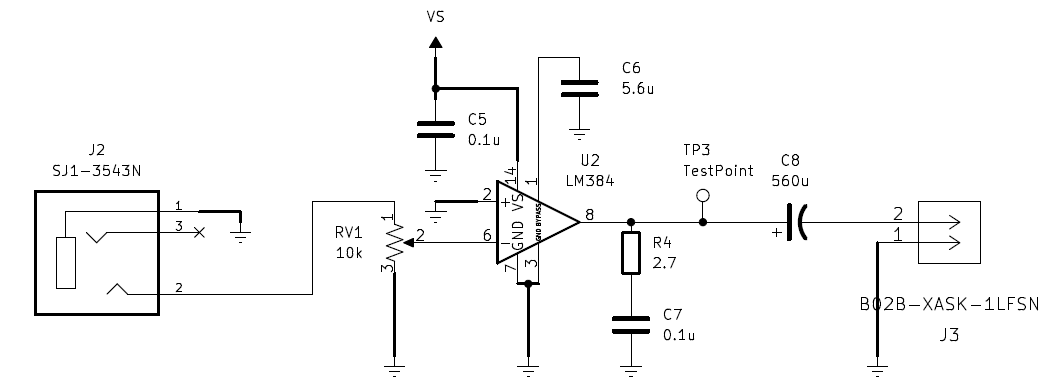 VS
C6
5.6u
C5
0.1u
J2
SJ1-3543N
1
3
2
RV1
10k
1
2
3
14
1
2
+
VS
BYPASS
6
-
GND
GND
7
3
U2
LM384
8
TP3
TestPoint
C8
560u
+
R4
2.7
C7
0.1u
2
1
B02B-XASK-1LFSN
J3